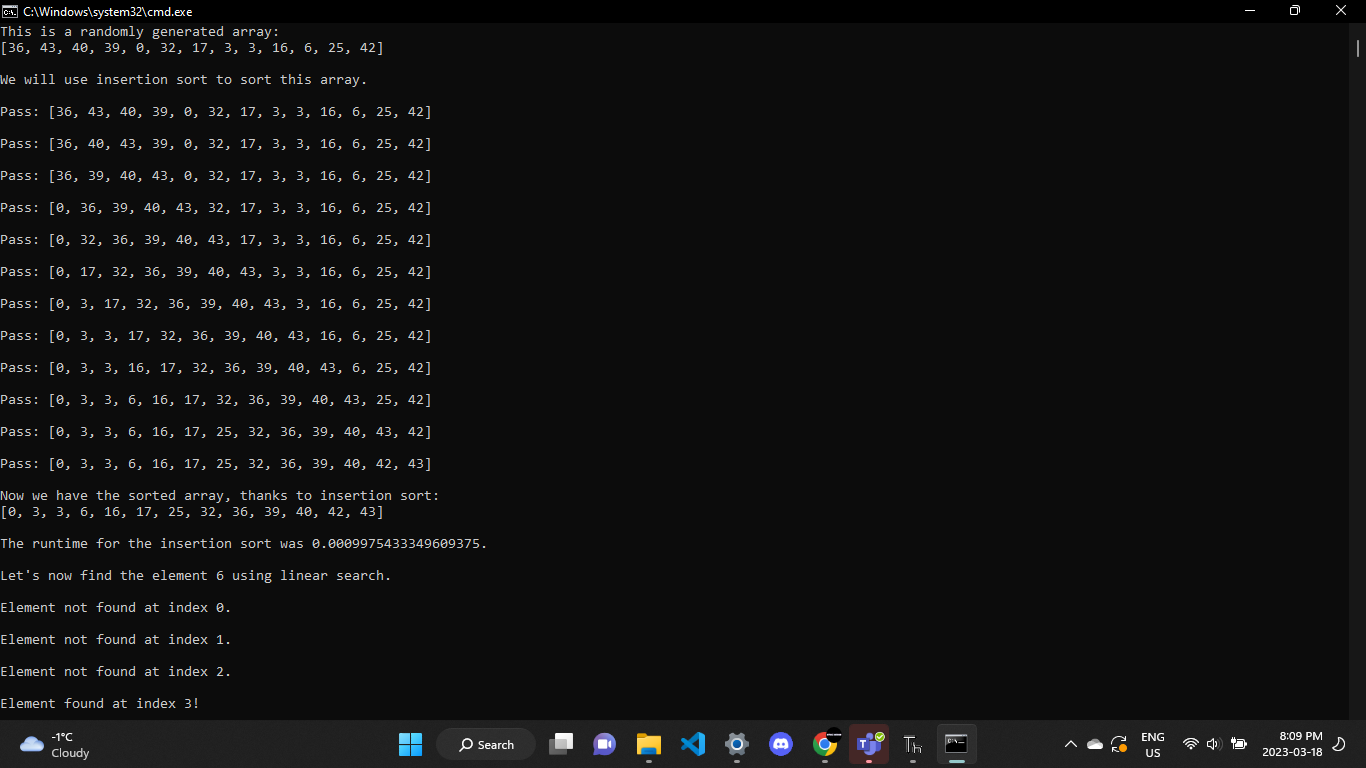 C:\Windows\system32\cmd.exe
This is a randomly generated array:
[36, 43, 40, 39, 0, 32, 17, 3, 3, 16, 6, 25, 42]
We will use insertion sort to sort this array.
Pass: [36, 43, 40, 39, 0, 32, 17, 3, 3, 16, 6, 25, 42]
Pass: [36, 40, 43, 39, 0, 32, 17, 3, 3, 16, 6, 25, 42]
Pass: [36, 39, 40, 43, 0, 32, 17, 3, 3, 16, 6, 25, 42]
Pass: [0, 36, 39, 40, 43, 32, 17, 3, 3, 16, 6, 25, 42]
Pass: [0, 32, 36, 39, 40, 43, 17, 3, 3, 16, 6, 25, 42]
Pass: [0, 17, 32, 36, 39, 40, 43, 3, 3, 16, 6, 25, 42]
Pass: [0, 3, 17, 32, 36, 39, 40, 43, 3, 16, 6, 25, 42]
Pass: [0, 3, 3, 17, 32, 36, 39, 40, 43, 16, 6, 25, 42]
Pass: [0, 3, 3, 16, 17, 32, 36, 39, 40, 43, 6, 25, 42]
Pass: [0, 3, 3, 6, 16, 17, 32, 36, 39, 40, 43, 25, 42]
Pass: [0, 3, 3, 6, 16, 17, 25, 32, 36, 39, 40, 43, 42]
Pass: [0, 3, 3, 6, 16, 17, 25, 32, 36, 39, 40, 42, 43]
Now we have the sorted array, thanks to insertion sort:
[0, 3, 3, 6, 16, 17, 25, 32, 36, 39, 40, 42, 43]
The runtime for the insertion sort was 0.0009975433349609375.
Let's now find the element 6 using linear search.
Element not found at index 0.
Element not found at index 1.
Element not found at index 2.
Element found at index 3!
-1°C
Cloudy
Search
ENG
US
8:09 PM
2023-03-18